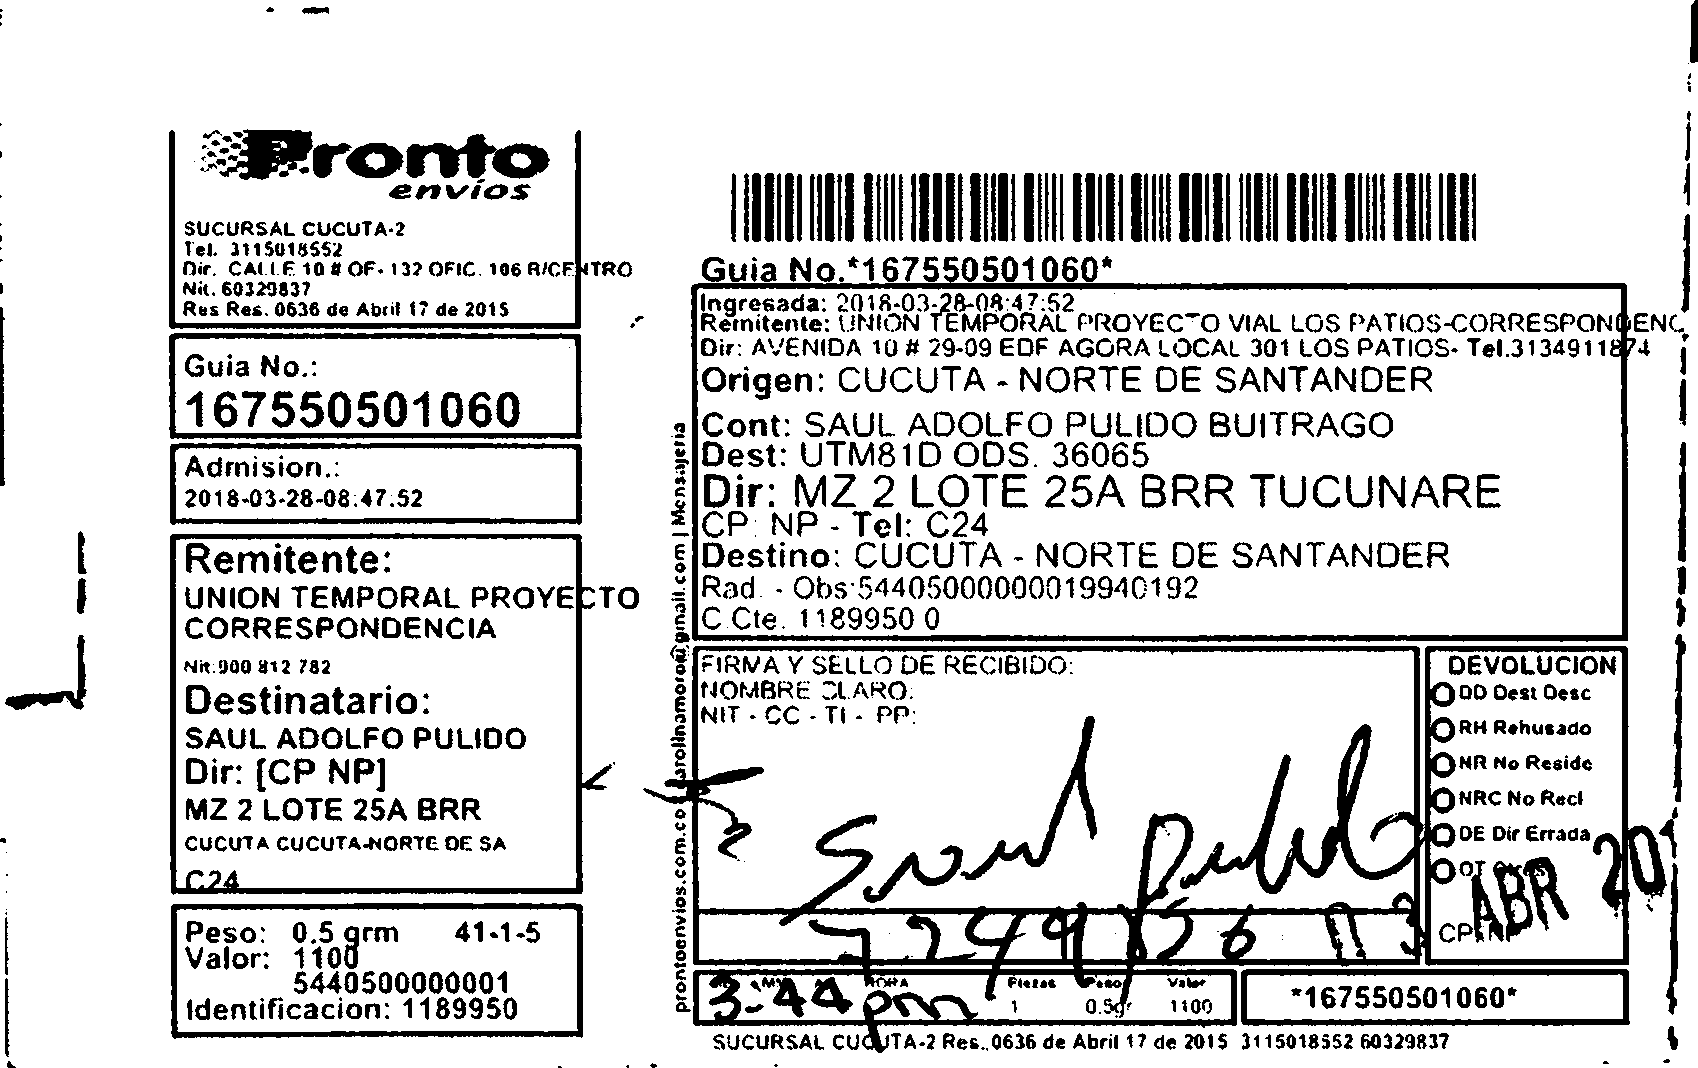 Pronto
envíos
SUCURSAL CUCUTA-2
Tel. 3115018552
Dir. CALLE 10 # OF- 132 OFIC. 106 B/CENTRO
Nit. 60329837
Res Res. 0636 de Abril 17 de 2015
Guia No.:
167550501060
Admision.:
2018-03-28-08:47:52
Remitente:
UNION TEMPORAL PROYECTO
CORRESPONDENCIA
Nit:900 812 782
Destinatario:
SAUL ADOLFO PULIDO
Dir: [CP NP]
MZ 2 LOTE 25A BRR
CUCUTA CUCUTA-NORTE DE SA
C24
Peso: 0.5 grm 41-1-5
Valor: 1100
5440500000001
Identificacion: 1189950
Guia No.*167550501060*
Ingresada: 2018-03-28-08:47:52
Remitente: UNION TEMPORAL PROYECTO VIAL LOS PATIOS-CORRESPONDENC
Dir: AVENIDA 10 # 29-09 EDF AGORA LOCAL 301 LOS PATIOS- Tel.3134911874
Origen: CUCUTA - NORTE DE SANTANDER
Cont: SAUL ADOLFO PULIDO BUITRAGO
Dest: UTM81D ODS. 36065
Dir: MZ 2 LOTE 25A BRR TUCUNARE
CP: NP - Tel: C24
Destino: CUCUTA - NORTE DE SANTANDER
Rad. - Obs:544050000000019940192
C.Cte. 1189950 0
FIRMA Y SELLO DE RECIBIDO:
NOMBRE CLARO:
NIT - CC - TI - PP:
Saul Pulido
DEVOLUCION
DD Dest Desc
RH Rehusado
NR No Reside
NRC No Recl
DE Dir Errada
OT
CP: NP
ABR 20
HORA Piezas Peso Valor
3-44 pm 1 0.5gr 1100
*167550501060*
SUCURSAL CUCUTA-2 Res. 0636 de Abril 17 de 2015 3115018552 60329837